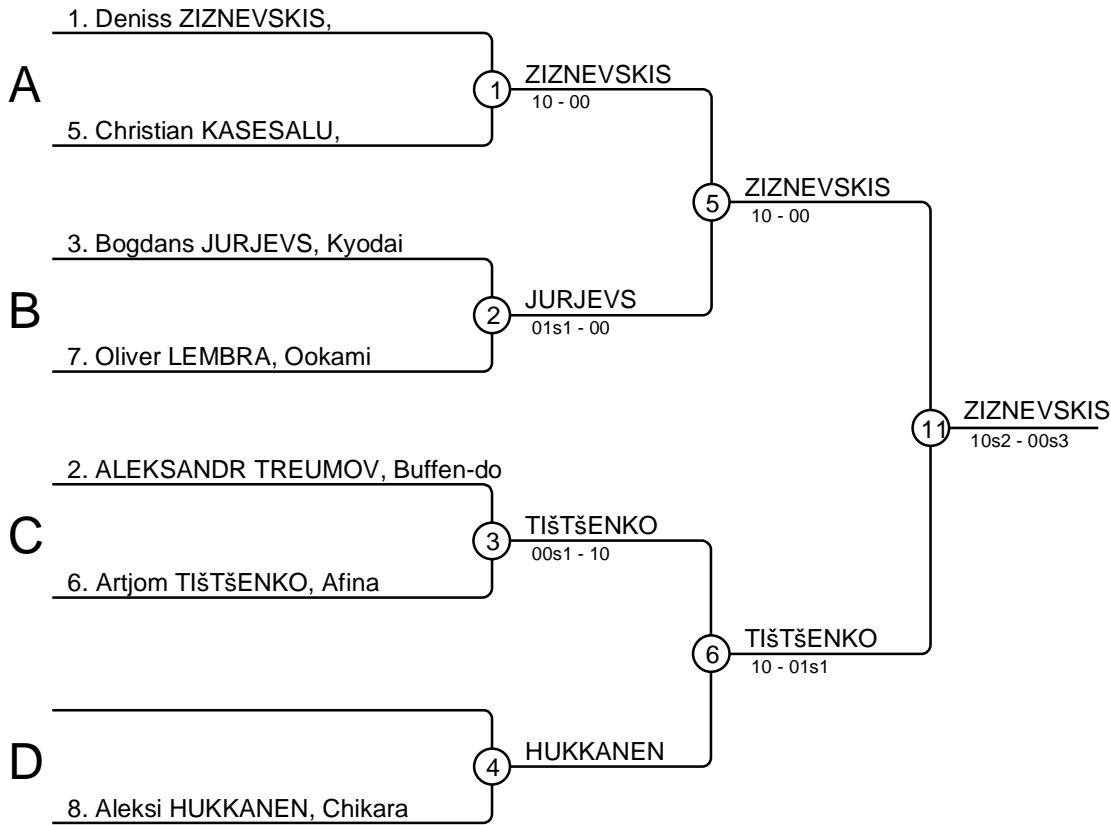 1. Deniss ZIZNEVSKIS,
A
1
ZIZNEVSKIS
10 - 00
5. Christian KASESALU,
5
ZIZNEVSKIS
10 - 00
3. Bogdans JURJEVS, Kyodai
B
2
JURJEVS
01s1 - 00
7. Oliver LEMBRA, Ookami
11
ZIZNEVSKIS
10s2 - 00s3
2. ALEKSANDR TREUMOV, Buffen-do
C
3
TIšTšENKO
00s1 - 10
6. Artjom TIšTšENKO, Afina
6
TIšTšENKO
10 - 01s1
D
4
HUKKANEN
8. Aleksi HUKKANEN, Chikara